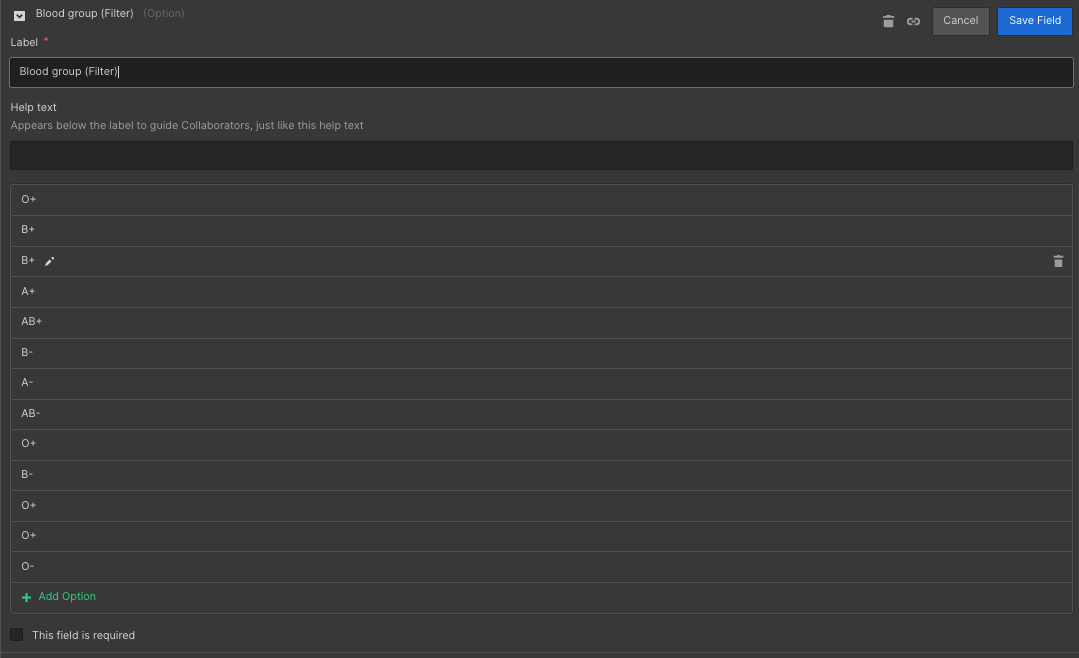 Blood group (Filter) (Option)
Cancel
Save Field
Label *
Blood group (Filter)
Help text
Appears below the label to guide Collaborators, just like this help text
O+
B+
B+
A+
AB+
B-
A-
AB-
O+
B-
O+
O+
O-
+ Add Option
This field is required